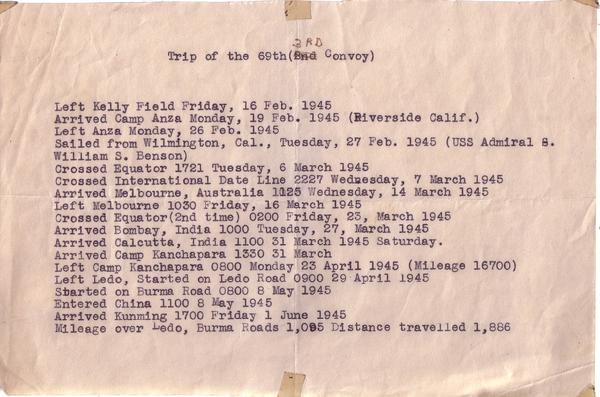 3RD
Trip of the 69th(2nd Convoy)
Left Kelly Field Friday, 16 Feb. 1945
Arrived Camp Anza Monday, 19 Feb. 1945 (Riverside Calif.)
Left Anza Monday, 26 Feb. 1945
Sailed from Wilmington, Cal., Tuesday, 27 Feb. 1945 (USS Admiral S.
William S. Benson)
Crossed Equator 1721 Tuesday, 6 March 1945
Crossed International Date Line 2227 Wednesday, 7 March 1945
Arrived Melbourne, Australia 1125 Wednesday, 14 March 1945
Left Melbourne 1030 Friday, 16 March 1945
Crossed Equator(2nd time) 0200 Friday, 23, March 1945
Arrived Bombay, India 1000 Tuesday, 27, March 1945
Arrived Calcutta, India 1100 31 March 1945 Saturday.
Arrived Camp Kanchapara 1330 31 March
Left Camp Kanchapara 0800 Monday 23 April 1945 (Mileage 16700)
Left Ledo, Started on Ledo Road 0900 29 April 1945
Started on Burma Road 0800 8 May 1945
Entered China 1100 8 May 1945
Arrived Kunming 1700 Friday 1 June 1945
Mileage over Ledo, Burma Roads 1,095 Distance travelled 1,886